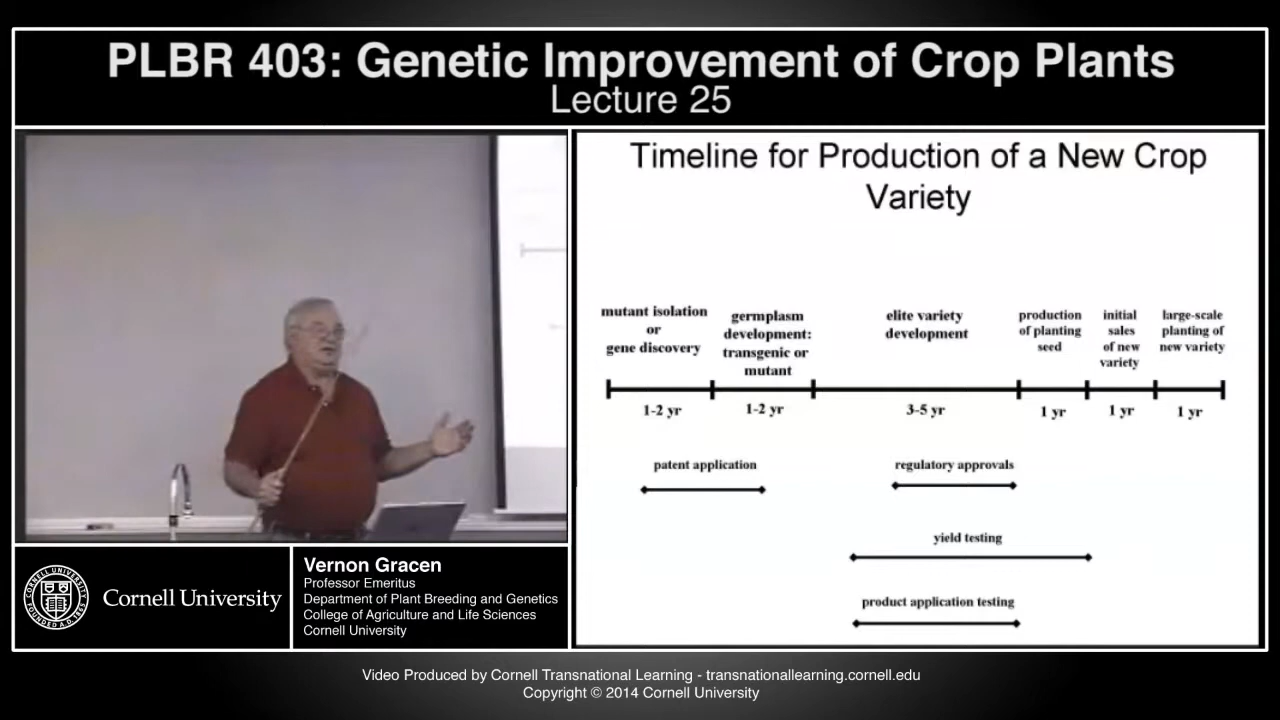 PLBR 403: Genetic Improvement of Crop Plants
Lecture 25
Timeline for Production of a New Crop
Variety
mutant isolation
or
gene discovery
germplasm
development:
transgenic or
mutant
elite variety
development
production
of planting
seed
initial
sales
of new
variety
large-scale
planting of
new variety
1-2 yr
1-2 yr
3-5 yr
1 yr
1 yr
1 yr
patent application
regulatory approvals
yield testing
product application testing
CORNELL UNIVERSITY
FOUNDED A.D. 1865
Cornell University
Vernon Gracen
Professor Emeritus
Department of Plant Breeding and Genetics
College of Agriculture and Life Sciences
Cornell University
Video Produced by Cornell Transnational Learning - transnationallearning.cornell.edu
Copyright © 2014 Cornell University